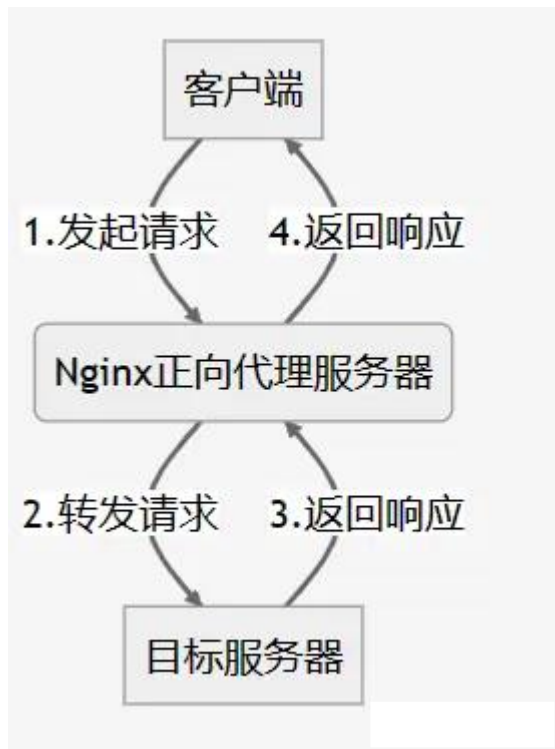 客户端
1.发起请求
4.返回响应
Nginx正向代理服务器
2.转发请求
3.返回响应
目标服务器